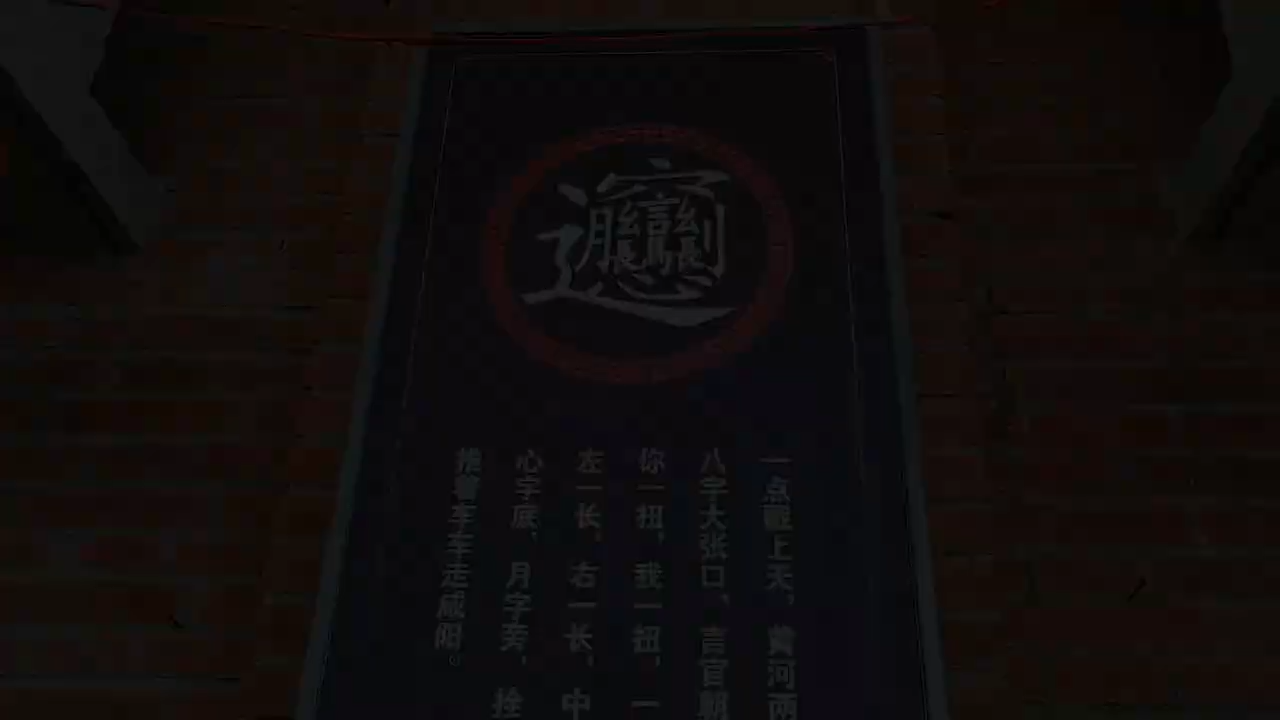 𰻝
一点上天，黄河两
八字大张口，言官朝
你一扭，我一扭，一
左一长，右一长，中
心字底，月字旁，拴
推着车车走咸阳。